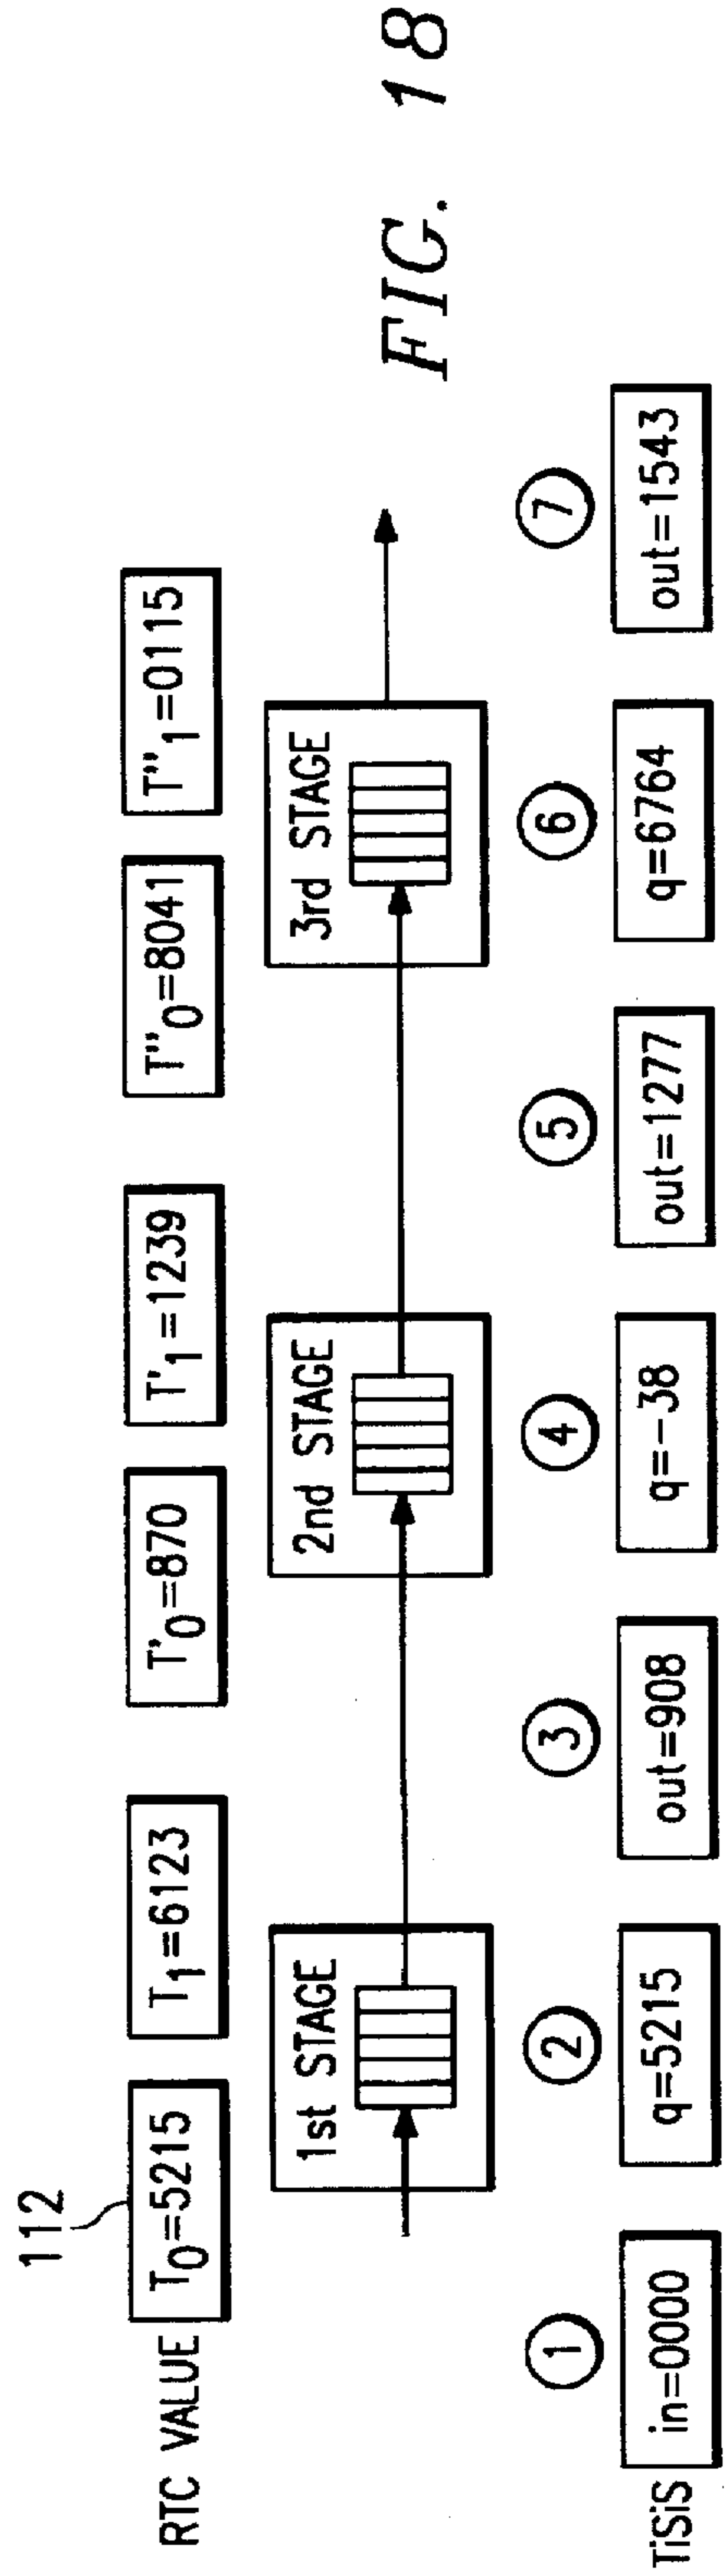 112
RTC VALUE
T0=5215
T1=6123
T'0=870
T'1=1239
T"0=8041
T"1=0115
1st STAGE
2nd STAGE
3rd STAGE
1
2
3
4
5
6
7
TiSiS
in=0000
q=5215
out=908
q=-38
out=1277
q=6764
out=1543
FIG. 18